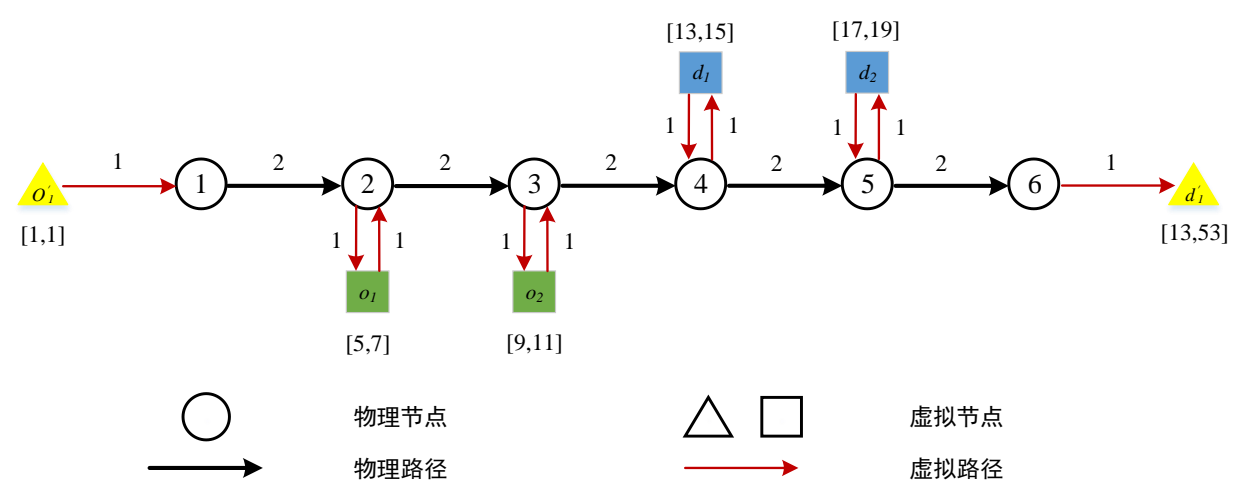 [13,15] [17,19]
d₁ d₂
1 1 1 1
1 2 2 2 2 2 1
O'₁ 1 2 3 4 5 6 d'₁
[1,1] [13,53]
1 1 1 1
o₁ o₂
[5,7] [9,11]
物理节点 虚拟节点
物理路径 虚拟路径